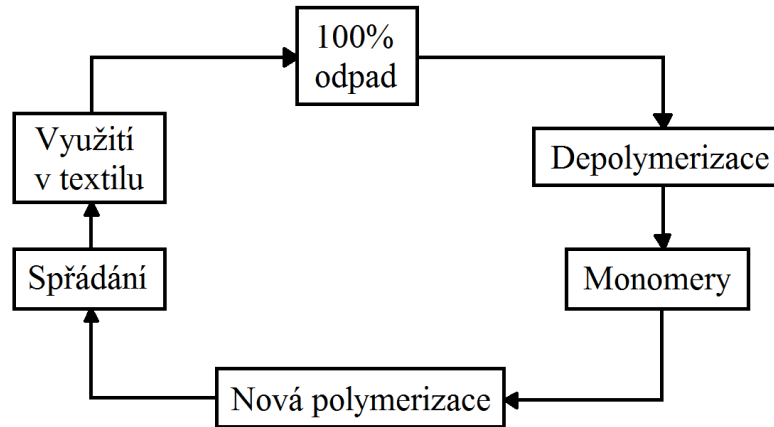 100%
odpad
Depolymerizace
Monomery
Nová polymerizace
Spřádání
Využití
v textilu